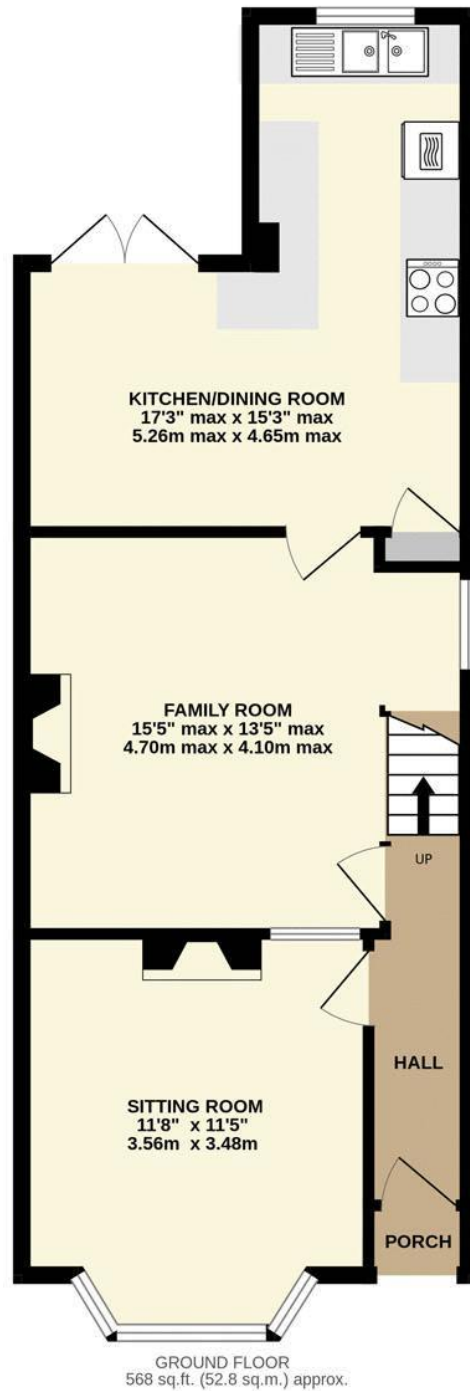 KITCHEN/DINING ROOM
17'3" max x 15'3" max
5.26m max x 4.65m max
FAMILY ROOM
15'5" max x 13'5" max
4.70m max x 4.10m max
UP
HALL
SITTING ROOM
11'8" x 11'5"
3.56m x 3.48m
PORCH
GROUND FLOOR
568 sq.ft. (52.8 sq.m.) approx.